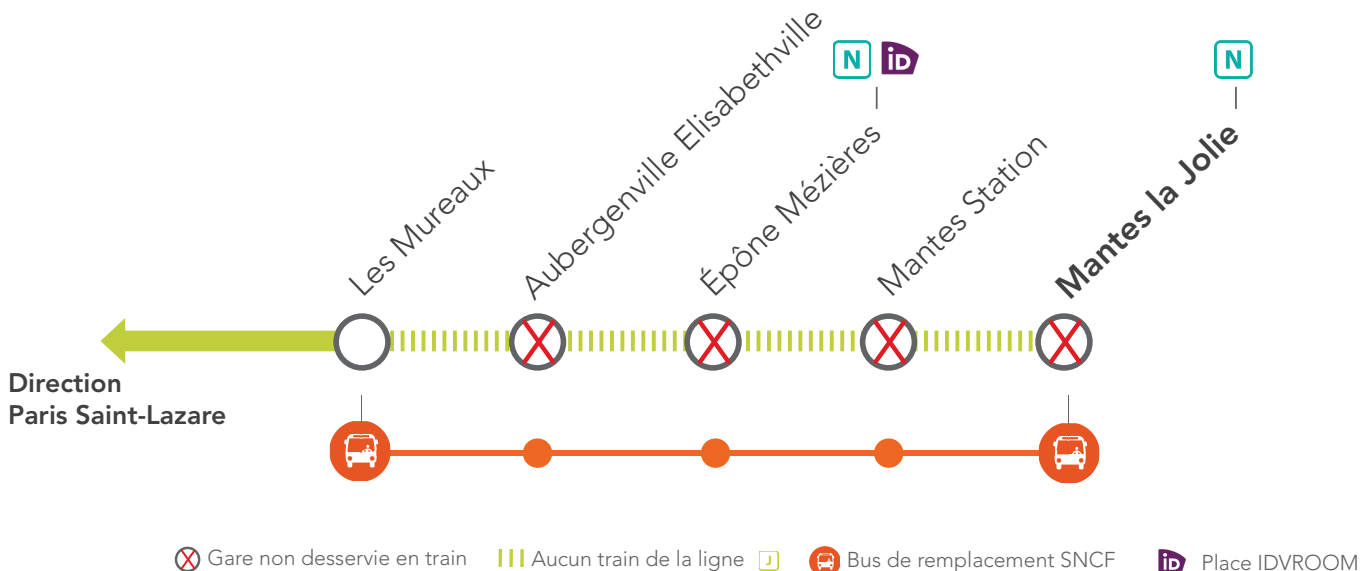 N iD
N
Les Mureaux
Aubergenville Elisabethville
Épône Mézières
Mantes Station
Mantes la Jolie
Direction
Paris Saint-Lazare
Gare non desservie en train
Aucun train de la ligne J
Bus de remplacement SNCF
iD Place IDVROOM